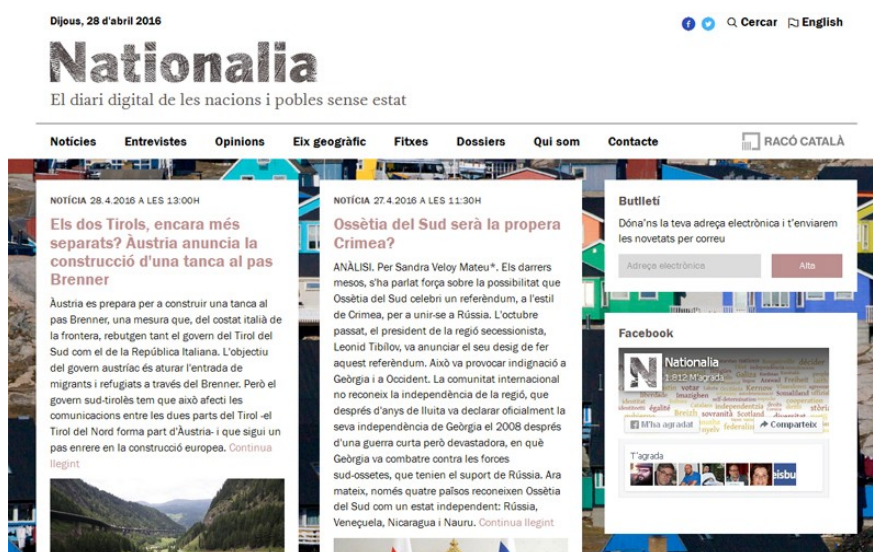 Dijous, 28 d'abril 2016
Cercar
English
Nationalia
El diari digital de les nacions i pobles sense estat
Notícies Entrevistes Opinions Eix geogràfic Fitxes Dossiers Qui som Contacte
RACÓ CATALÀ
NOTÍCIA 28.4.2016 A LES 13:00H
Els dos Tirols, encara més
separats? Àustria anuncia la
construcció d'una tanca al pas
Brenner
Àustria es prepara per a construir una tanca al
pas Brenner, una mesura que, del costat italià de
la frontera, rebutgen tant el govern del Tirol del
Sud com el de la República Italiana. L'objectiu
del govern austríac és aturar l'entrada de
migrants i refugiats a través del Brenner. Però el
govern sud-tirolès tem que això afecti les
comunicacions entre les dues parts del Tirol -el
Tirol del Nord forma part d'Àustria- i que sigui un
pas enrere en la construcció europea. Continua
llegint
NOTÍCIA 27.4.2016 A LES 11:30H
Ossètia del Sud serà la propera
Crimea?
ANÀLISI. Per Sandra Veloy Mateu*. Els darrers
mesos, s'ha parlat força sobre la possibilitat que
Ossètia del Sud celebri un referèndum, a l'estil
de Crimea, per a unir-se a Rússia. L'octubre
passat, el president de la regió secessionista,
Leonid Tibílov, va anunciar el seu desig de fer
aquest referèndum. Això va provocar indignació a
Geòrgia i a Occident. La comunitat internacional
no reconeix la independència de la regió, que
després d'anys de lluita va declarar oficialment la
seva independència de Geòrgia el 2008 després
d'una guerra curta però devastadora, en què
Geòrgia va combatre contra les forces
sud-ossetes, que tenien el suport de Rússia. Ara
mateix, només quatre països reconeixen Ossètia
del Sud com un estat independent: Rússia,
Veneçuela, Nicaragua i Nauru. Continua llegint
Butlletí
Dóna'ns la teva adreça electrònica i t'enviarem
les novetats per correu
Adreça electrònica
Alta
Facebook
Nationalia
1.812 M'agrada
votar
Kernow
Imazighen
Somaliland
égalité
independentzia
Breizh sovranità Scotland
federalis
M'ha agradat
Comparteix
T'agrada
eisbu